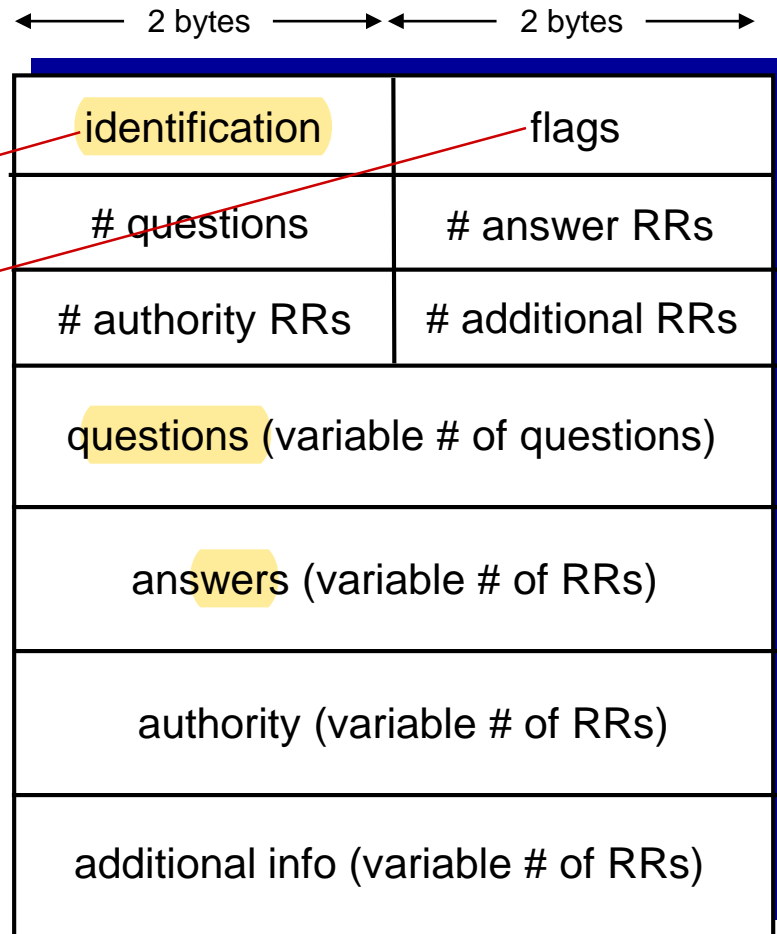 2 bytes 2 bytes
identification flags
# questions # answer RRs
# authority RRs # additional RRs
questions (variable # of questions)
answers (variable # of RRs)
authority (variable # of RRs)
additional info (variable # of RRs)